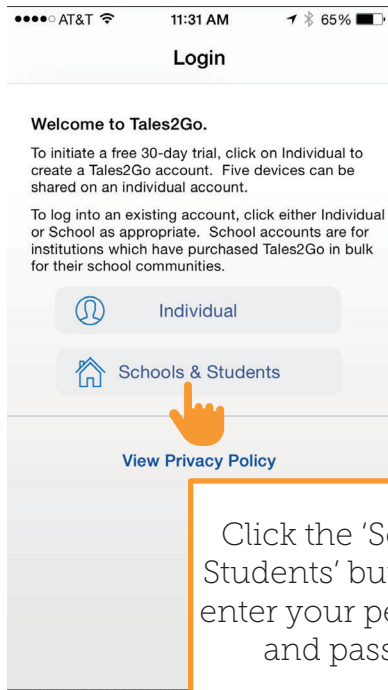 AT&T 11:31 AM 65%
Login
Welcome to Tales2Go.
To initiate a free 30-day trial, click on Individual to
create a Tales2Go account. Five devices can be
shared on an individual account.
To log into an existing account, click either Individual
or School as appropriate. School accounts are for
institutions which have purchased Tales2Go in bulk
for their school communities.
Individual
Schools & Students
View Privacy Policy
Click the ‘S
Students’ bu
enter your pe
and pass